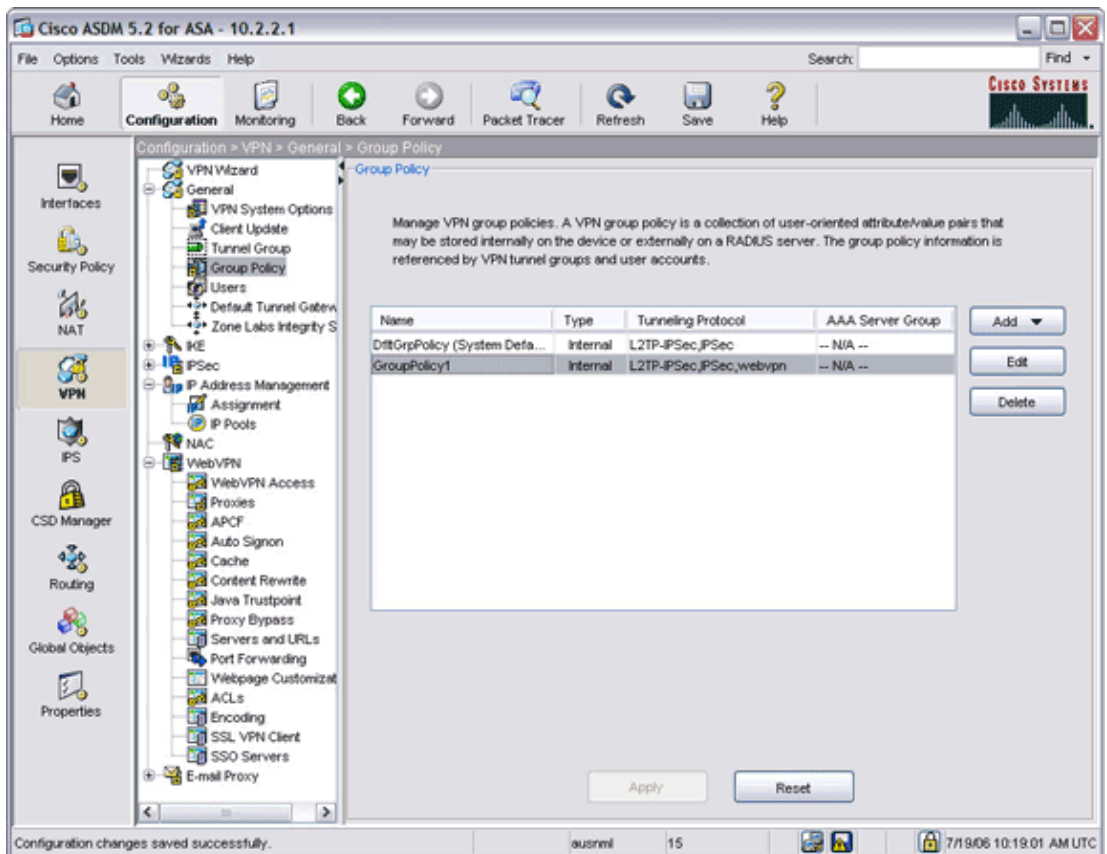 Cisco ASDM 5.2 for ASA - 10.2.2.1
File Options Tools Wizards Help Search: Find
Home Configuration Monitoring Back Forward Packet Tracer Refresh Save Help
CISCO SYSTEMS
Configuration > VPN > General > Group Policy
Interfaces
Security Policy
NAT
VPN
IPS
CSD Manager
Routing
Global Objects
Properties
VPN Wizard
General
VPN System Options
Client Update
Tunnel Group
Group Policy
Users
Default Tunnel Gatew
Zone Labs Integrity S
IKE
IPSec
IP Address Management
Assignment
IP Pools
NAC
WebVPN
WebVPN Access
Proxies
APCF
Auto Signon
Cache
Content Rewrite
Java Trustpoint
Proxy Bypass
Servers and URLs
Port Forwarding
Webpage Customizat
ACLs
Encoding
SSL VPN Client
SSO Servers
E-mail Proxy
Group Policy
Manage VPN group policies. A VPN group policy is a collection of user-oriented attribute/value pairs that
may be stored internally on the device or externally on a RADIUS server. The group policy information is
referenced by VPN tunnel groups and user accounts.
Name Type Tunneling Protocol AAA Server Group
DfltGrpPolicy (System Defa... Internal L2TP-IPSec,IPSec -- N/A --
GroupPolicy1 Internal L2TP-IPSec,IPSec,webvpn -- N/A --
Add
Edit
Delete
Apply Reset
Configuration changes saved successfully. ausnml 15 7/19/06 10:19:01 AM UTC